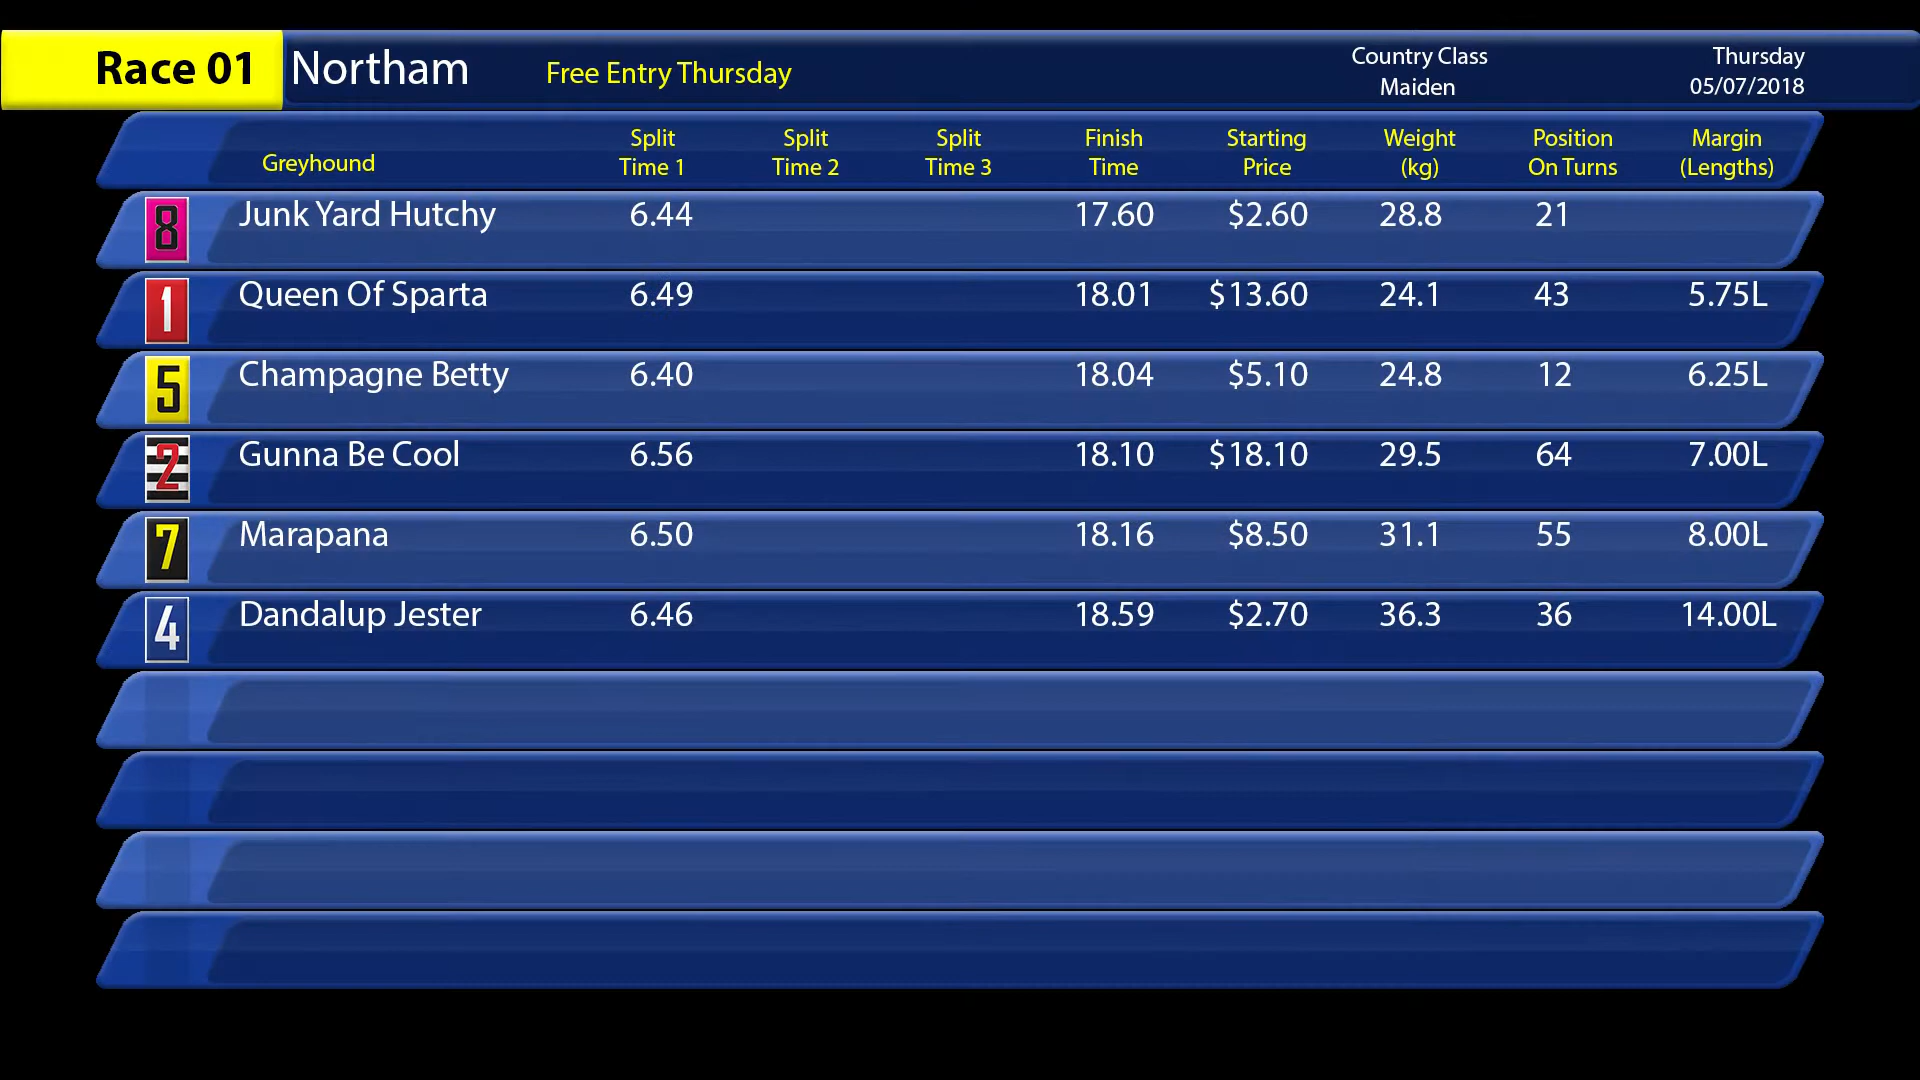 Race 01 Northam Free Entry Thursday Country Class Thursday
Maiden 05/07/2018
Split Split Split Finish Starting Weight Position Margin
Greyhound Time 1 Time 2 Time 3 Time Price (kg) On Turns (Lengths)
8 Junk Yard Hutchy 6.44 17.60 $2.60 28.8 21
1 Queen Of Sparta 6.49 18.01 $13.60 24.1 43 5.75L
5 Champagne Betty 6.40 18.04 $5.10 24.8 12 6.25L
2 Gunna Be Cool 6.56 18.10 $18.10 29.5 64 7.00L
7 Marapana 6.50 18.16 $8.50 31.1 55 8.00L
4 Dandalup Jester 6.46 18.59 $2.70 36.3 36 14.00L